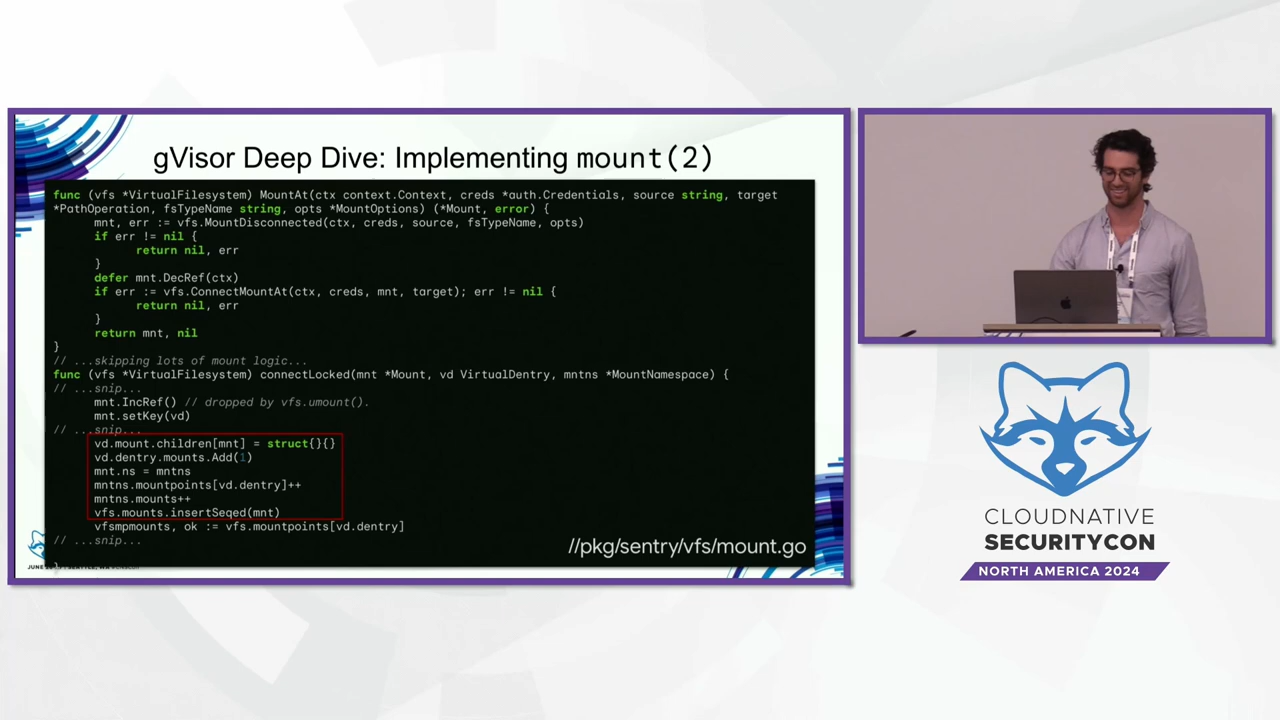 gVisor Deep Dive: Implementing mount(2)
func (vfs *VirtualFilesystem) MountAt(ctx context.Context, creds *auth.Credentials, source string, target
*PathOperation, fsTypeName string, opts *MountOptions) (*Mount, error) {
mnt, err := vfs.MountDisconnected(ctx, creds, source, fsTypeName, opts)
if err != nil {
return nil, err
}
defer mnt.DecRef(ctx)
if err := vfs.ConnectMountAt(ctx, creds, mnt, target); err != nil {
return nil, err
}
return mnt, nil
}
// ...skipping lots of mount logic...
func (vfs *VirtualFilesystem) connectLocked(mnt *Mount, vd VirtualDentry, mntns *MountNamespace) {
// ...snip...
mnt.IncRef() // dropped by vfs.umount().
mnt.setKey(vd)
// ...snip...
vd.mount.children[mnt] = struct{}{}
vd.dentry.mounts.Add(1)
mnt.ns = mntns
mntns.mountpoints[vd.dentry]++
mntns.mounts++
vfs.mounts.insertSeqed(mnt)
vfsmpmounts, ok := vfs.mountpoints[vd.dentry]
// ...snip...
//pkg/sentry/vfs/mount.go
CLOUDNATIVE
SECURITYCON
NORTH AMERICA 2024